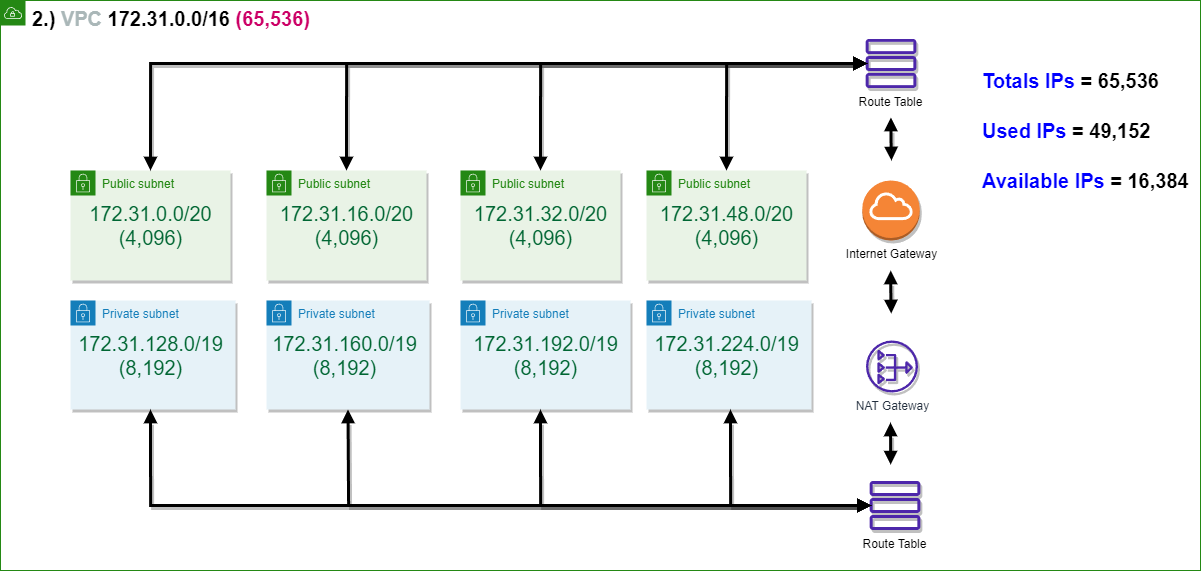 2.) VPC 172.31.0.0/16 (65,536)
Route Table
Totals IPs = 65,536
Used IPs = 49,152
Available IPs = 16,384
Public subnet
172.31.0.0/20
(4,096)
Public subnet
172.31.16.0/20
(4,096)
Public subnet
172.31.32.0/20
(4,096)
Public subnet
172.31.48.0/20
(4,096)
Internet Gateway
Private subnet
172.31.128.0/19
(8,192)
Private subnet
172.31.160.0/19
(8,192)
Private subnet
172.31.192.0/19
(8,192)
Private subnet
172.31.224.0/19
(8,192)
NAT Gateway
Route Table